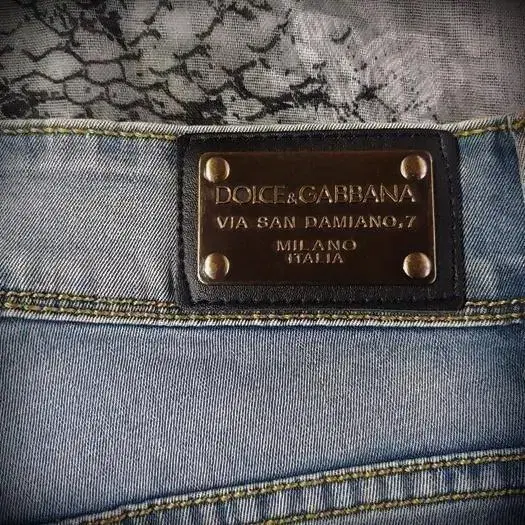 DOLCE&GABBANA
VIA SAN DAMIANO,7
MILANO
ITALIA